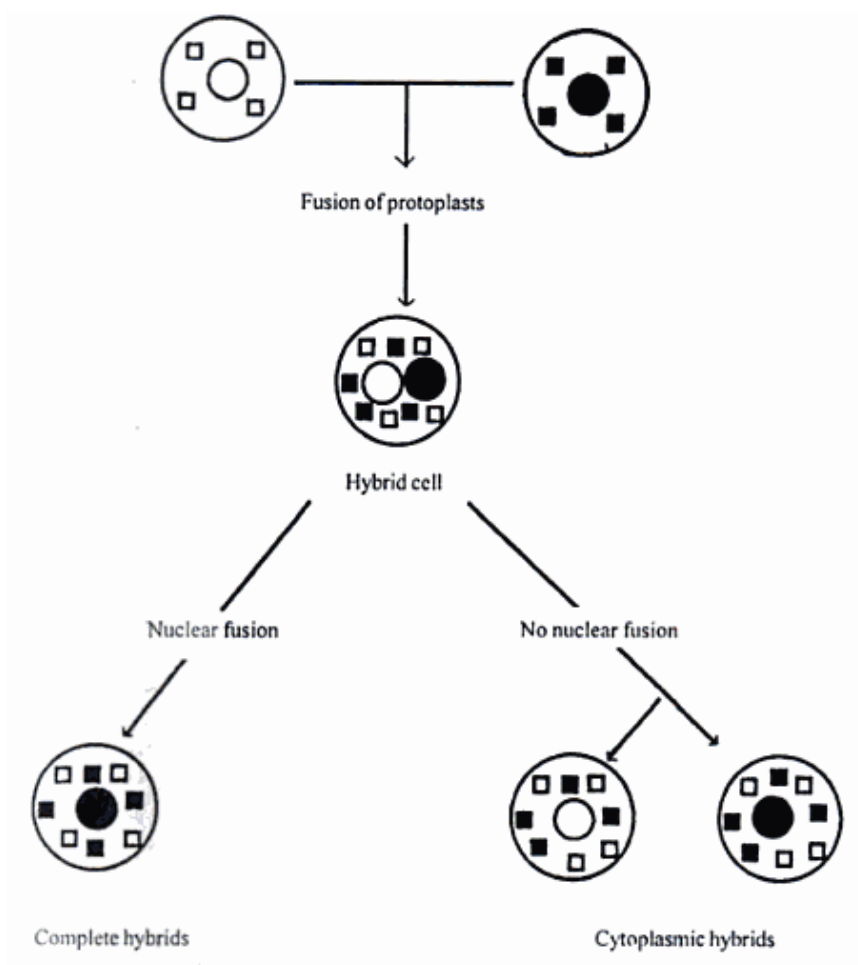 Fusion of protoplasts
Hybrid cell
Nuclear fusion
No nuclear fusion
Complete hybrids
Cytoplasmic hybrids